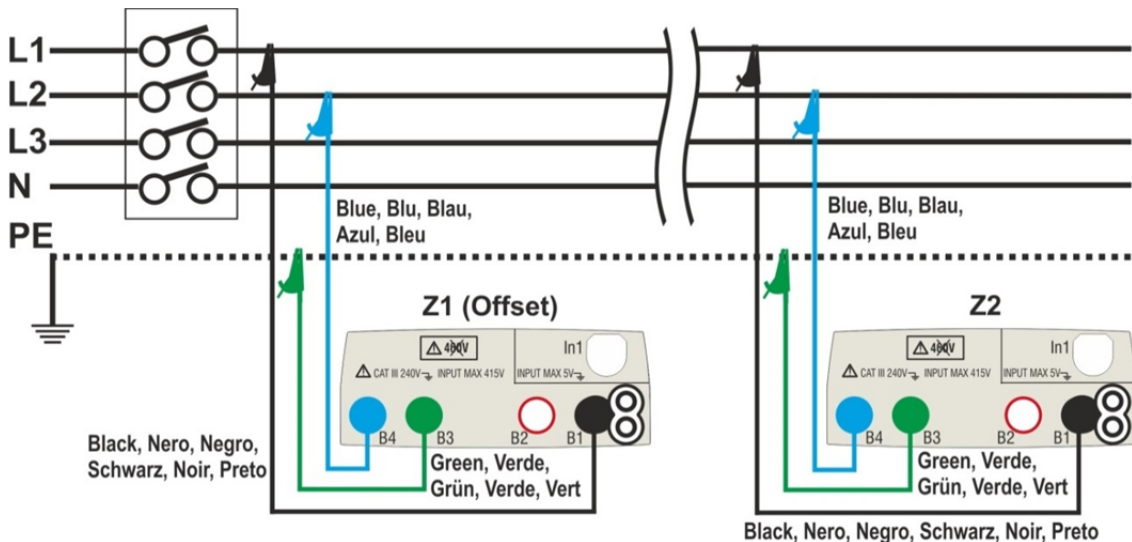 L1
L2
L3
N
PE
Blue, Blu, Blau,
Azul, Bleu
Blue, Blu, Blau,
Azul, Bleu
Z1 (Offset)
460V
In1
CAT III 240V INPUT MAX 415V
INPUT MAX 5V
B4
B3
B2
B1
Black, Nero, Negro,
Schwarz, Noir, Preto
Green, Verde,
Grün, Verde, Vert
Z2
460V
In1
CAT III 240V INPUT MAX 415V
INPUT MAX 5V
B4
B3
B2
B1
Green, Verde,
Grün, Verde, Vert
Black, Nero, Negro, Schwarz, Noir, Preto